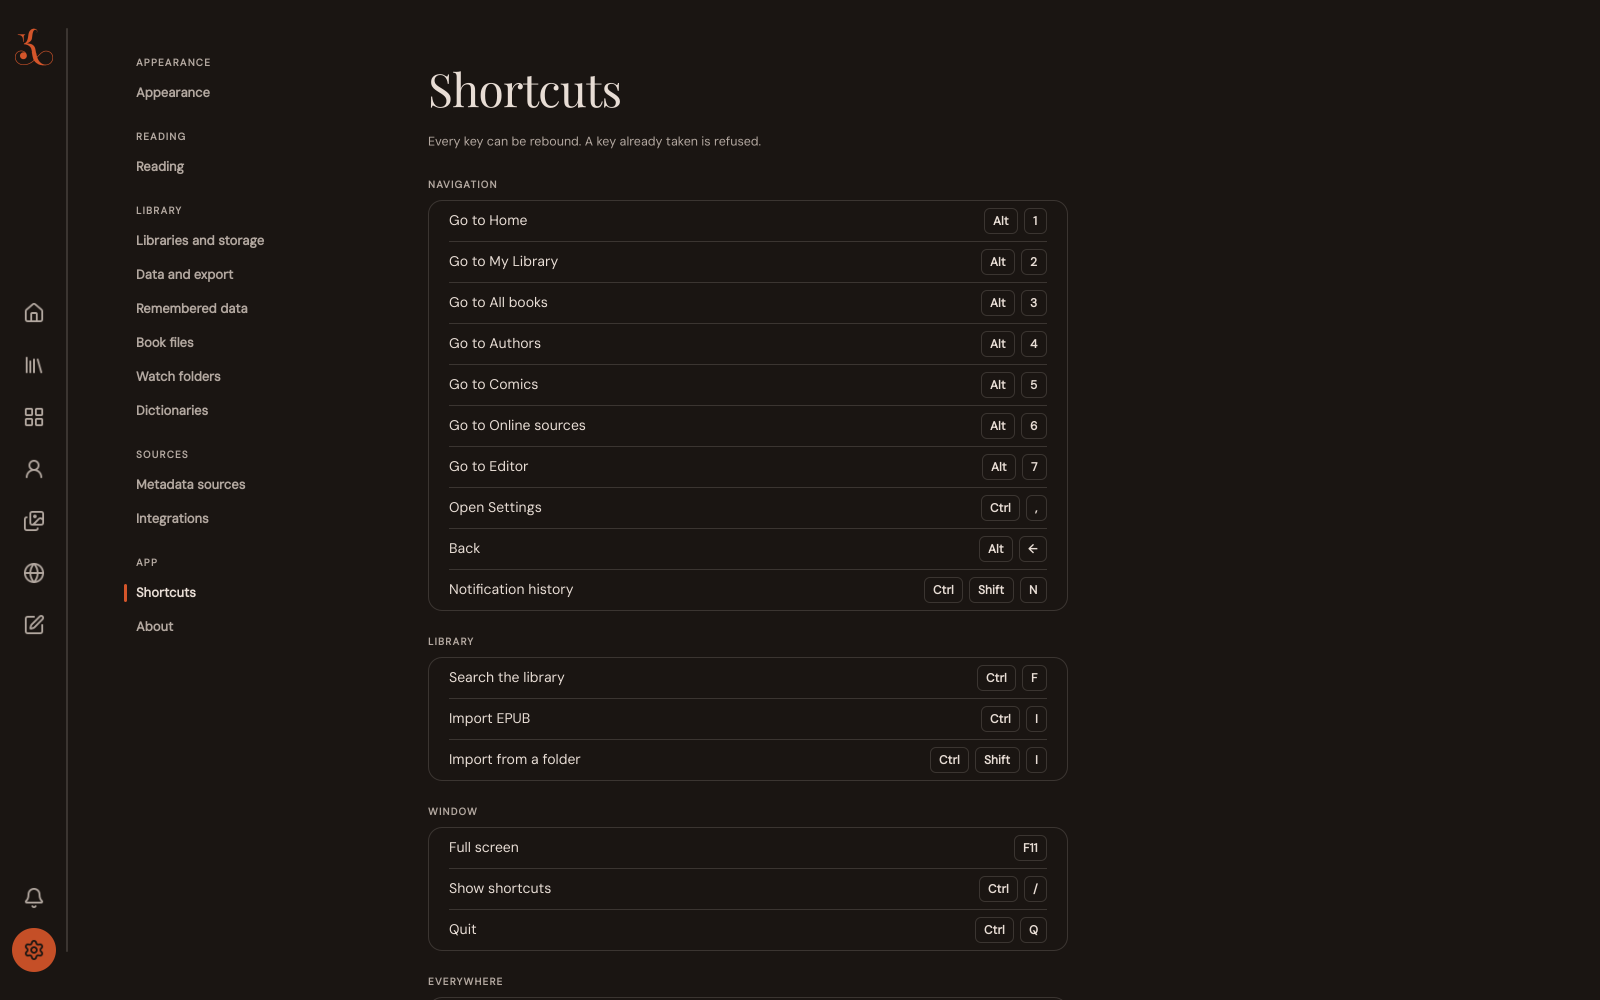 APPEARANCE
Appearance
READING
Reading
LIBRARY
Libraries and storage
Data and export
Remembered data
Book files
Watch folders
Dictionaries
SOURCES
Metadata sources
Integrations
APP
Shortcuts
About
Shortcuts
Every key can be rebound. A key already taken is refused.
NAVIGATION
Go to Home Alt 1
Go to My Library Alt 2
Go to All books Alt 3
Go to Authors Alt 4
Go to Comics Alt 5
Go to Online sources Alt 6
Go to Editor Alt 7
Open Settings Ctrl ,
Back Alt ←
Notification history Ctrl Shift N
LIBRARY
Search the library Ctrl F
Import EPUB Ctrl I
Import from a folder Ctrl Shift I
WINDOW
Full screen F11
Show shortcuts Ctrl /
Quit Ctrl Q
EVERYWHERE